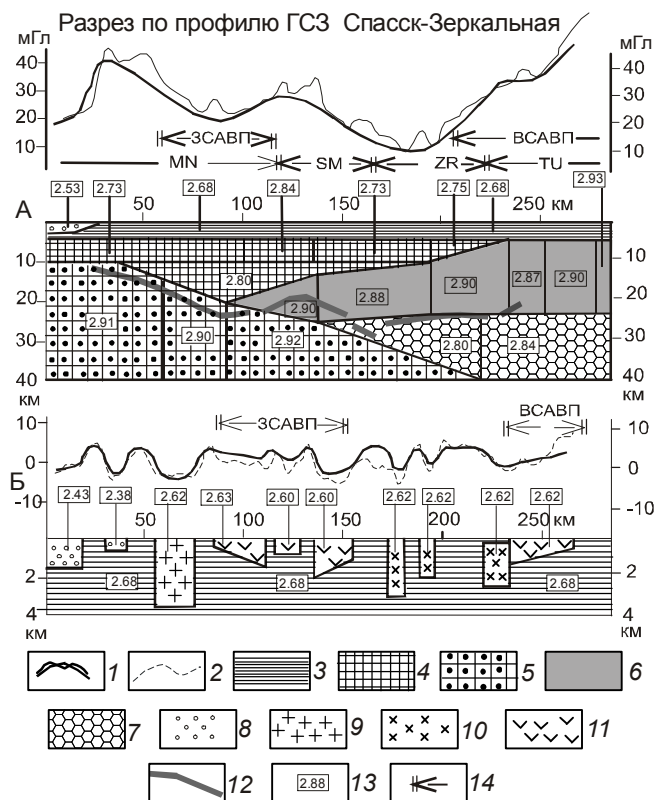 Разрез по профилю ГСЗ Спасск-Зеркальная
мГл мГл
40 40
30 30
20 20
10 10
ЗСАВП ВСАВП
MN SM ZR TU
2.53 2.73 2.68 2.84 2.73 2.75 2.68 2.93
А 50 100 150 250 км
10 10
2.80 2.88 2.90 2.87 2.90
20 20
2.91 2.90 2.90 2.92 2.80 2.84
30 30
40 40
км км
10 ЗСАВП ВСАВП 10
0 0
Б
-10 -10
2.43 2.38 2.62 2.63 2.60 2.60 2.62 2.62 2.62 2.62
50 100 150 200 250 км
2 2
2.68 2.68 2.68
4 4
км км
1 2 3 4 5 6
7 8 9 10 11
12 2.88 13 14